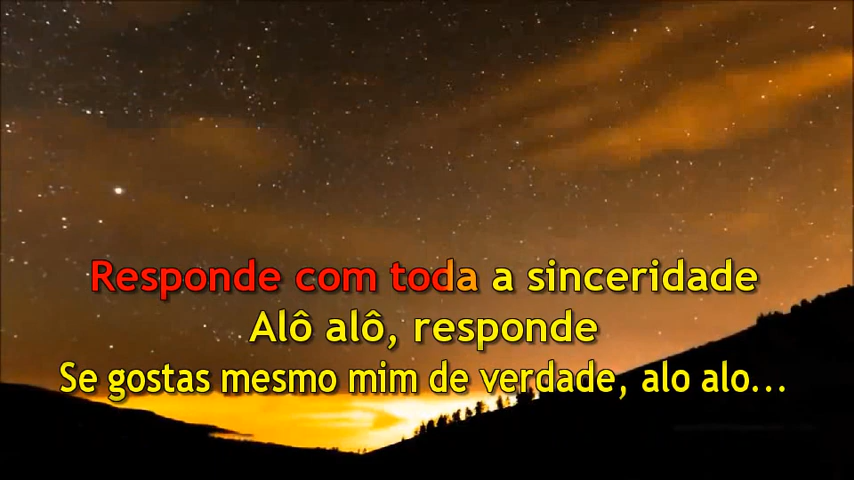 Responde com toda a sinceridade
Alô alô, responde
Se gostas mesmo mim de verdade, alo alo...